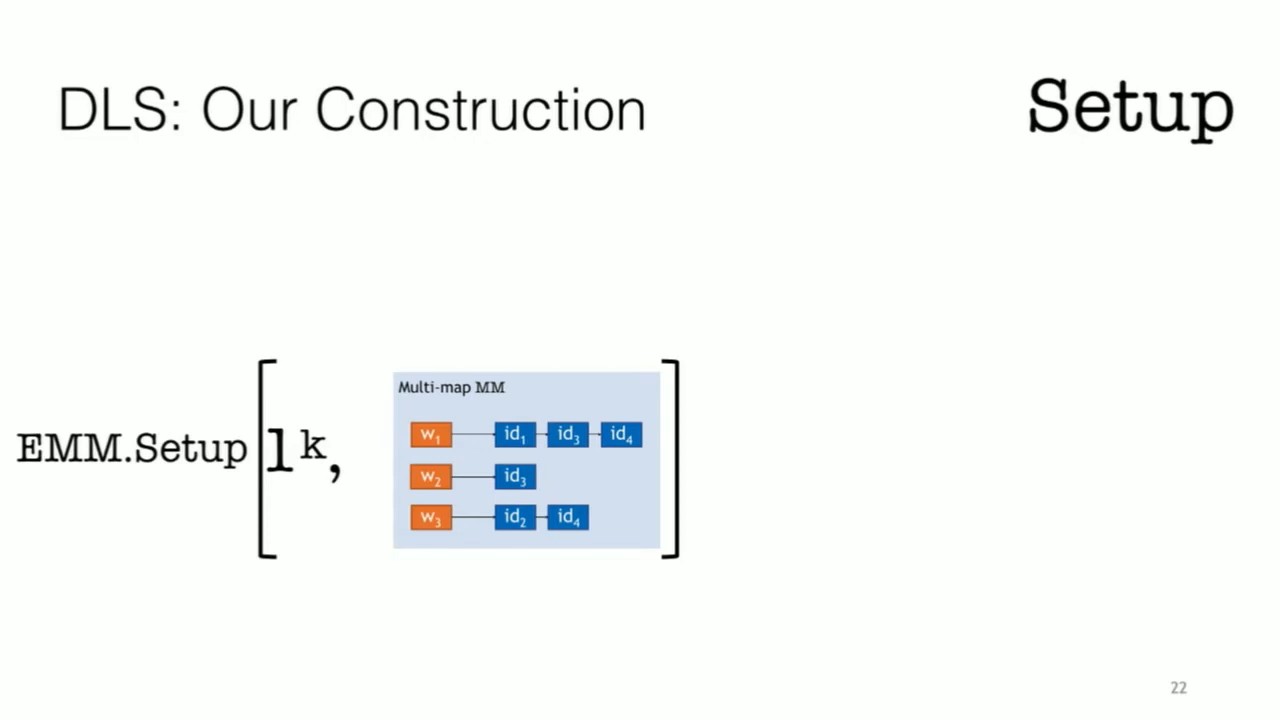 DLS: Our Construction
Setup
EMM.Setup [1ᵏ,
Multi-map MM
w₁ id₁ id₃ id₄
w₂ id₃
w₃ id₂ id₄
]
22